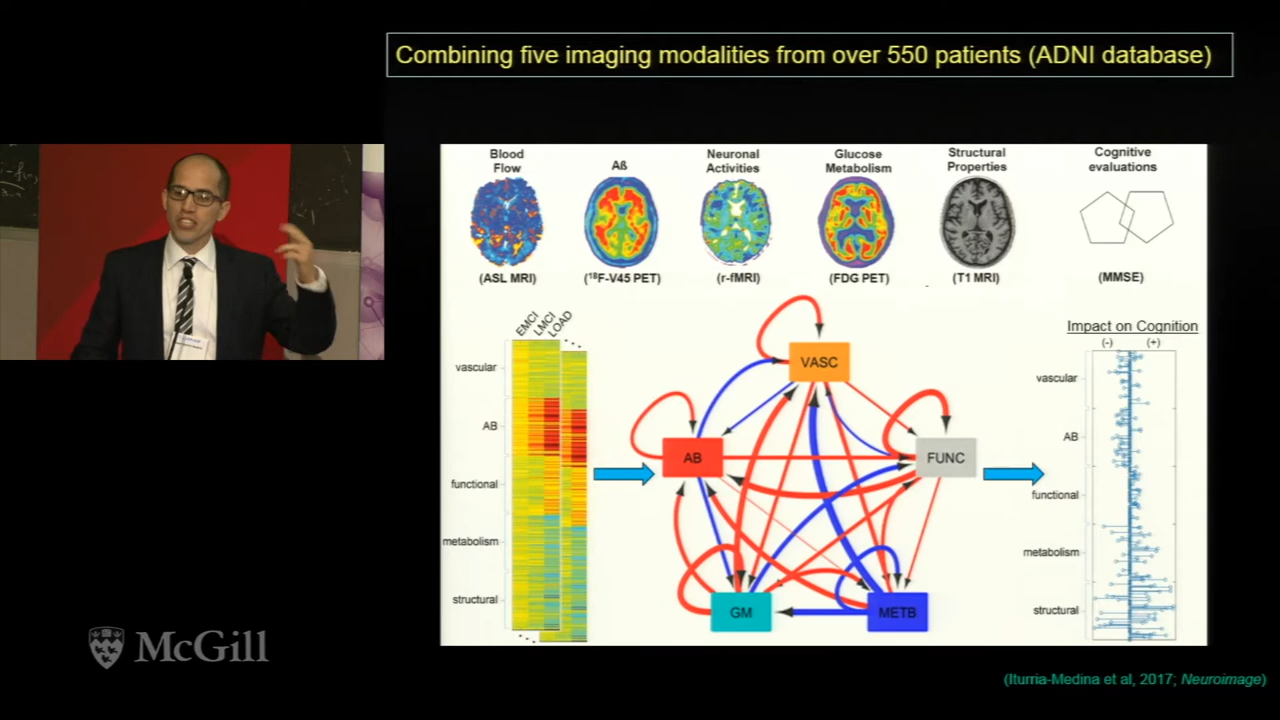 Combining five imaging modalities from over 550 patients (ADNI database)
Blood
Flow
Aß
Neuronal
Activities
Glucose
Metabolism
Structural
Properties
Cognitive
evaluations
(ASL MRI)
(¹⁸F-V45 PET)
(r-fMRI)
(FDG PET)
(T1 MRI)
(MMSE)
EMCI
LMCI
LOAD
vascular
AB
functional
metabolism
structural
VASC
AB
FUNC
GM
METB
Impact on Cognition
(-) (+)
vascular
AB
functional
metabolism
structural
McGill
(Iturria-Medina et al, 2017; Neuroimage)